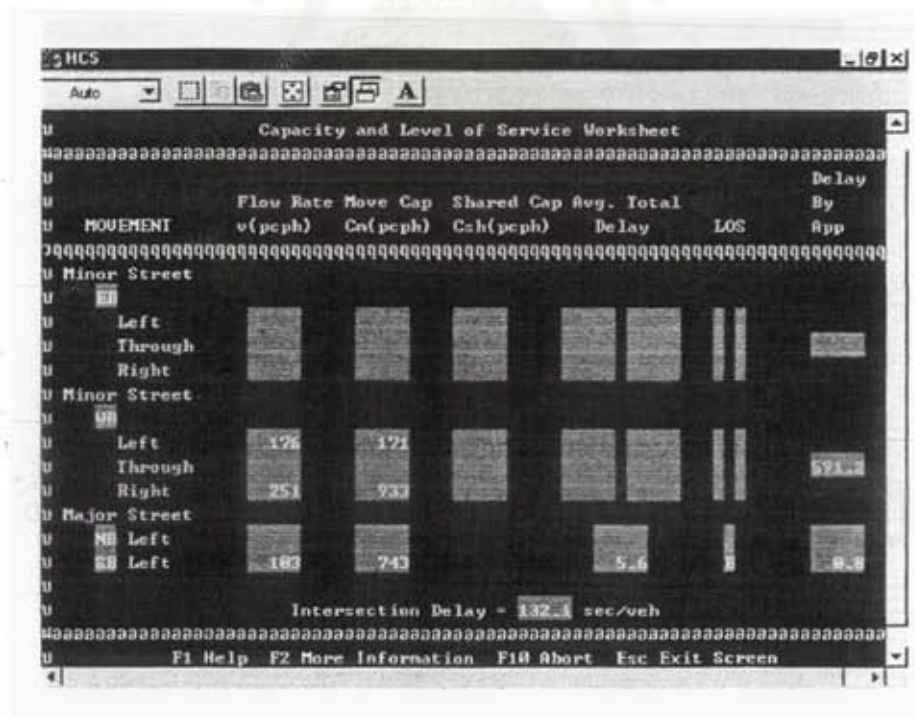 HCS
Auto
A
Capacity and Level of Service Worksheet
Delay
Flow Rate Move Cap Shared Cap Avg. Total By
MOVEMENT v(pcph) Cm(pcph) Csh(pcph) Delay LOS App
Minor Street
Left
Through
Right
Minor Street
WB
Left 176 171
Through 591.2
Right 251 933
Major Street
NB Left
SB Left 103 743 5.6 B 0.8
Intersection Delay = 132.1 sec/veh
F1 Help F2 More Information F10 Abort Esc Exit Screen